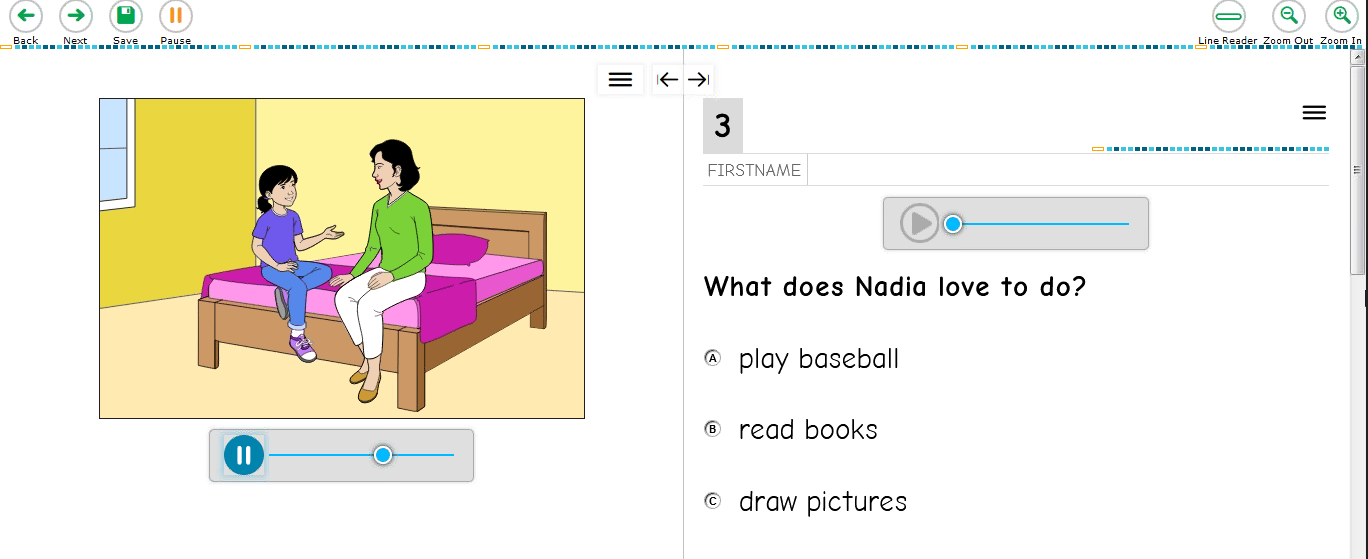 Back Next Save Pause Line Reader Zoom Out Zoom In
3
FIRSTNAME
What does Nadia love to do?
A play baseball
B read books
C draw pictures